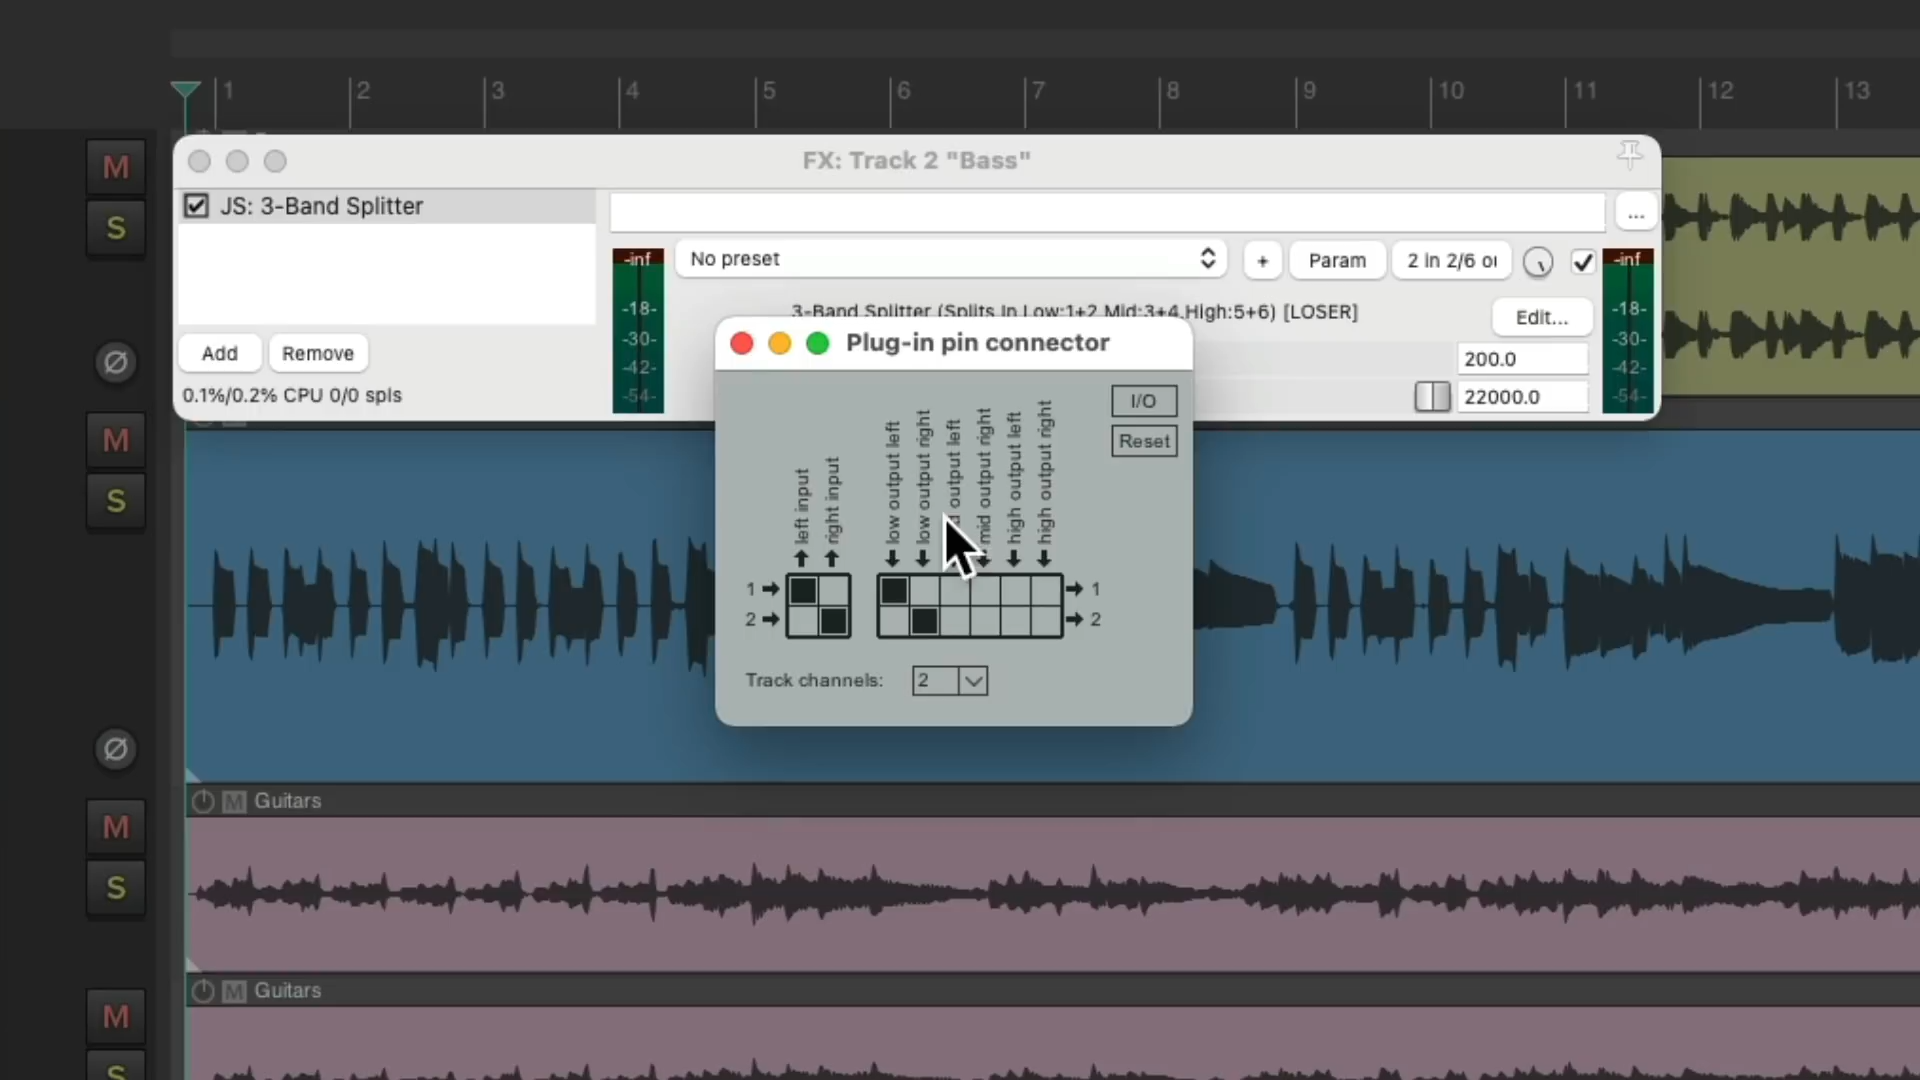 1 2 3 4 5 6 7 8 9 10 11 12 13
M
S
Ø
FX: Track 2 "Bass"
JS: 3-Band Splitter
...
-inf
-18-
-30-
-42-
-54-
No preset
+
Param
2 in 2/6 ou
-inf
-18-
-30-
-42-
-54-
3-Band Splitter (Splits In Low:1+2 Mid:3+4,High:5+6) [LOSER]
Edit...
200.0
22000.0
Add
Remove
0.1%/0.2% CPU 0/0 spls
Plug-in pin connector
I/O
Reset
left input
right input
low output left
low output right
output left
mid output right
high output left
high output right
1
2
1
2
Track channels: 2
M
S
Ø
M Guitars
M
S
M Guitars
M
S